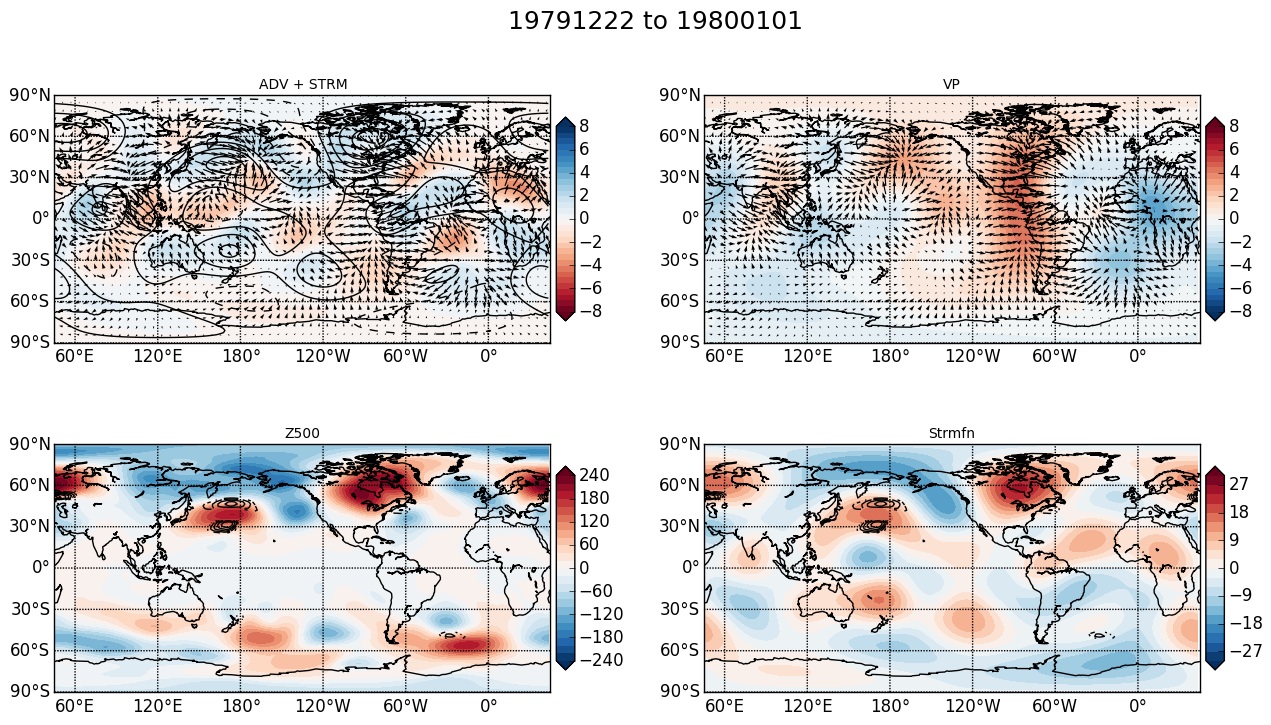 19791222 to 19800101
ADV + STRM
90°N
60°N
30°N
0°
30°S
60°S
90°S
60°E 120°E 180° 120°W 60°W 0°
8
6
4
2
0
−2
−4
−6
−8
VP
90°N
60°N
30°N
0°
30°S
60°S
90°S
60°E 120°E 180° 120°W 60°W 0°
8
6
4
2
0
−2
−4
−6
−8
Z500
90°N
60°N
30°N
0°
30°S
60°S
90°S
60°E 120°E 180° 120°W 60°W 0°
240
180
120
60
0
−60
−120
−180
−240
Strmfn
90°N
60°N
30°N
0°
30°S
60°S
90°S
60°E 120°E 180° 120°W 60°W 0°
27
18
9
0
−9
−18
−27